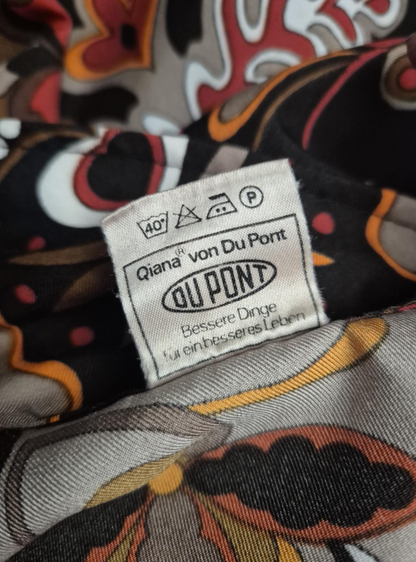 40° P
Qiana® von Du Pont
DU PONT
Bessere Dinge
für ein besseres Leben